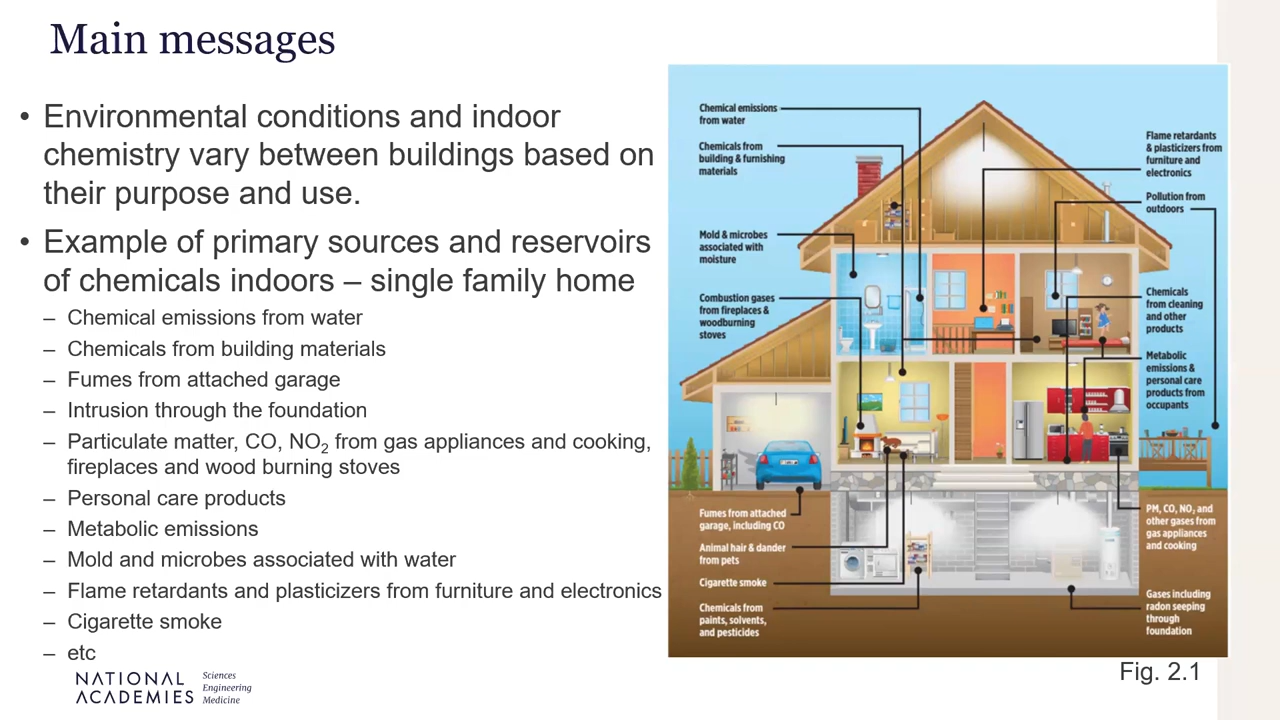 Main messages
• Environmental conditions and indoor
chemistry vary between buildings based on
their purpose and use.
• Example of primary sources and reservoirs
of chemicals indoors – single family home
– Chemical emissions from water
– Chemicals from building materials
– Fumes from attached garage
– Intrusion through the foundation
– Particulate matter, CO, NO₂ from gas appliances and cooking,
fireplaces and wood burning stoves
– Personal care products
– Metabolic emissions
– Mold and microbes associated with water
– Flame retardants and plasticizers from furniture and electronics
– Cigarette smoke
– etc
NATIONAL
ACADEMIES
Sciences
Engineering
Medicine
Chemical emissions
from water
Chemicals from
building & furnishing
materials
Mold & microbes
associated with
moisture
Combustion gases
from fireplaces &
woodburning
stoves
Fumes from attached
garage, including CO
Animal hair & dander
from pets
Cigarette smoke
Chemicals from
paints, solvents,
and pesticides
Flame retardants
& plasticizers from
furniture and
electronics
Pollution from
outdoors
Chemicals
from cleaning
and other
products
Metabolic
emissions &
personal care
products from
occupants
PM, CO, NO₂, and
other gases from
gas appliances
and cooking
Gases including
radon seeping
through
foundation
Fig. 2.1